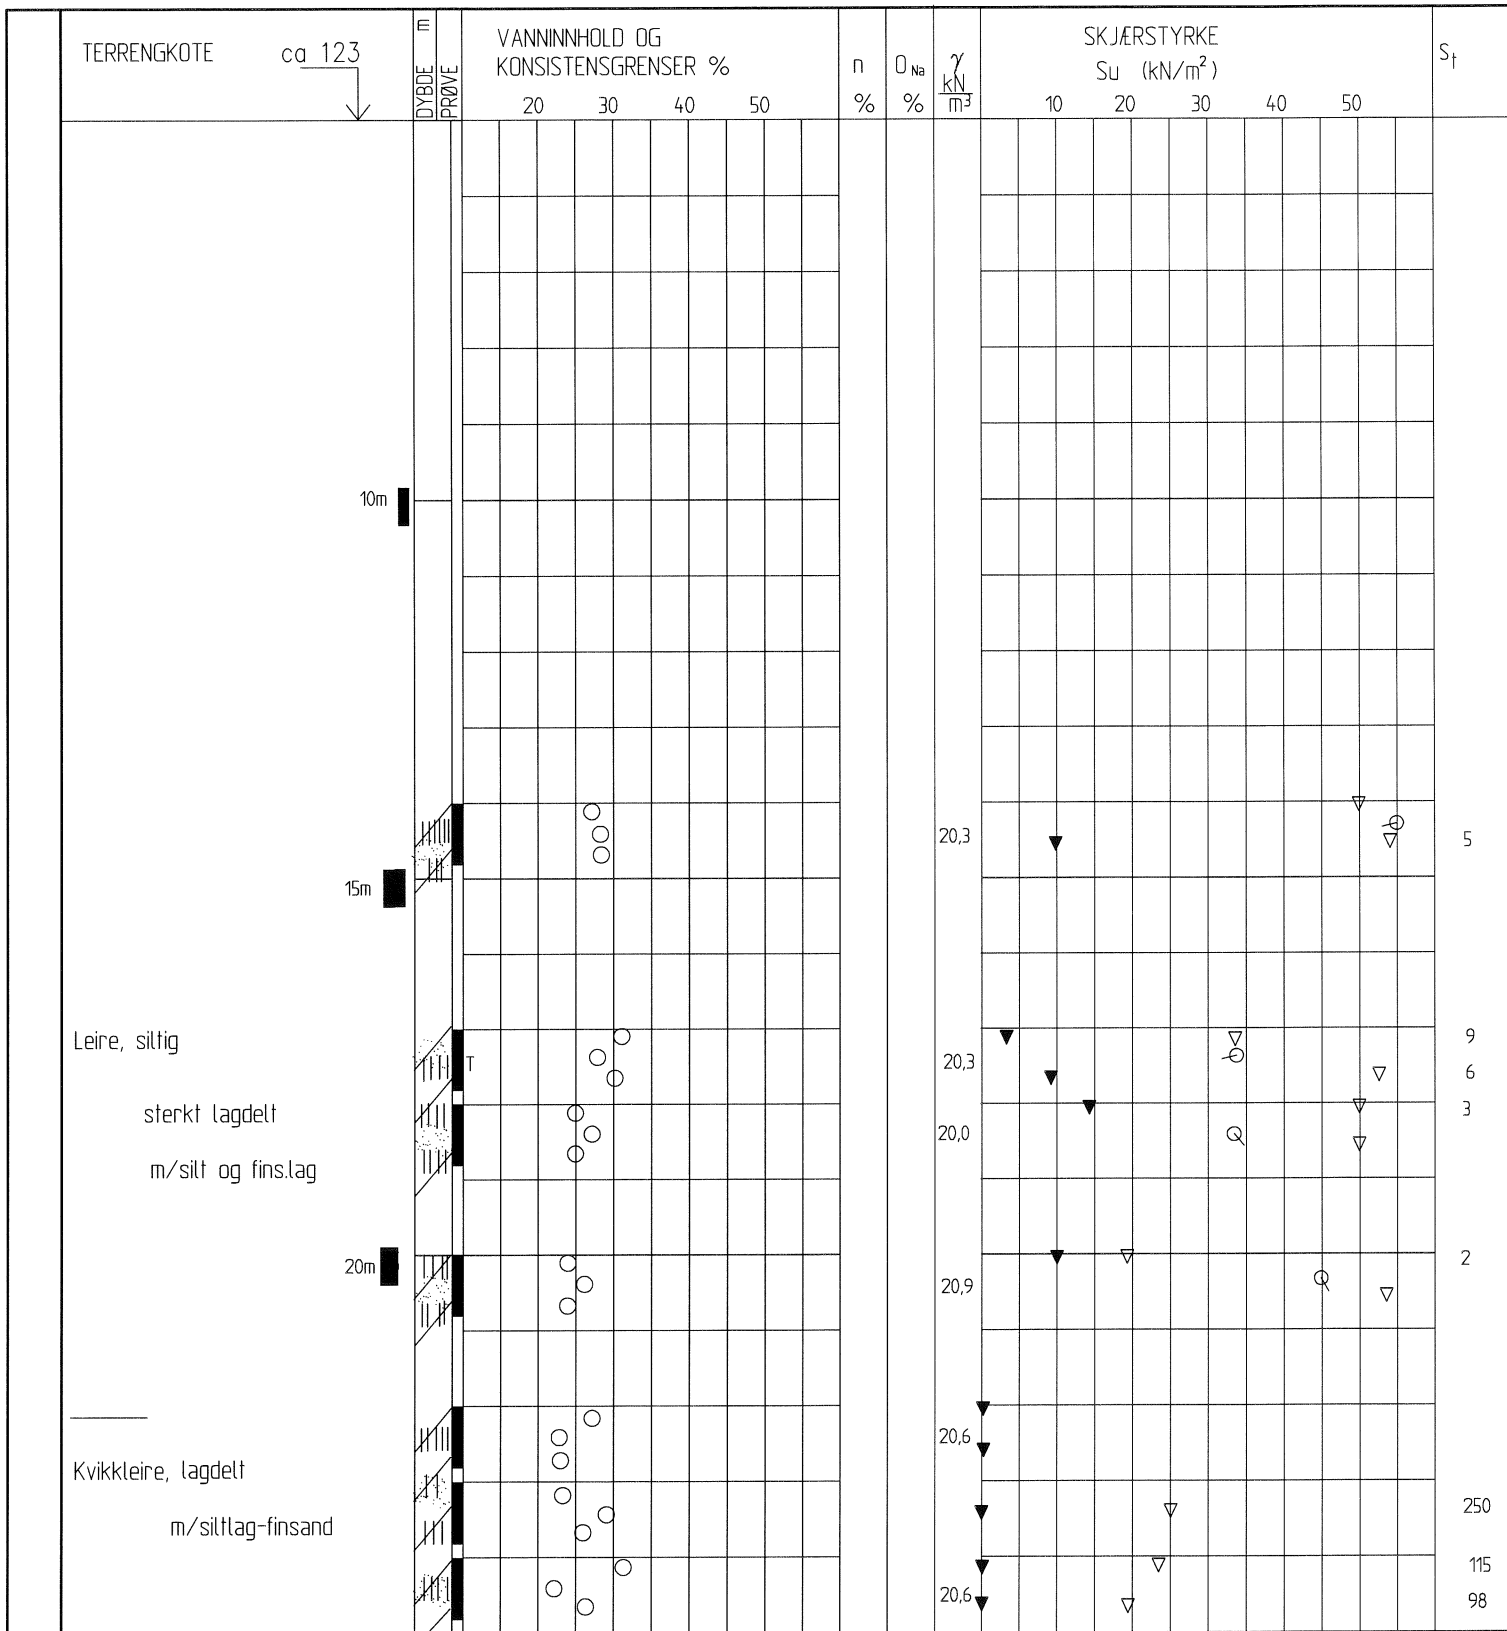 TERRENGKOTE ca 123
DYBDE m
PRØVE
VANNINNHOLD OG
KONSISTENSGRENSER %
20 30 40 50
n
%
O Na
%
γ
kN
m³
SKJÆRSTYRKE
Su (kN/m²)
10 20 30 40 50
St
10m
20,3 5
15m
Leire, siltig
9
T
20,3
6
sterkt lagdelt
3
20,0
m/silt og fins.lag
20m
2
20,9
20,6
Kvikkleire, lagdelt
250
m/siltlag-finsand
115
20,6
98